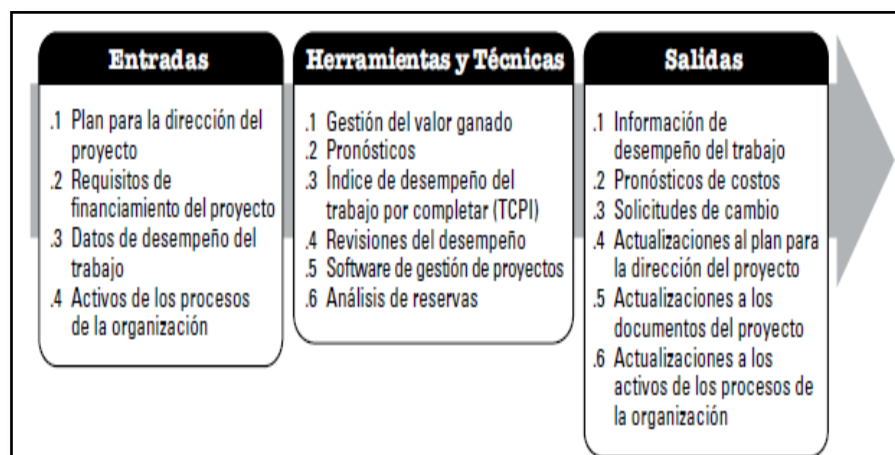 Entradas
.1 Plan para la dirección del
proyecto
.2 Requisitos de
financiamiento del proyecto
.3 Datos de desempeño del
trabajo
.4 Activos de los procesos
de la organización
Herramientas y Técnicas
.1 Gestión del valor ganado
.2 Pronósticos
.3 Índice de desempeño del
trabajo por completar (TCPI)
.4 Revisiones del desempeño
.5 Software de gestión de proyectos
.6 Análisis de reservas
Salidas
.1 Información de
desempeño del trabajo
.2 Pronósticos de costos
.3 Solicitudes de cambio
.4 Actualizaciones al plan para
la dirección del proyecto
.5 Actualizaciones a los
documentos del proyecto
.6 Actualizaciones a los
activos de los procesos de
la organización